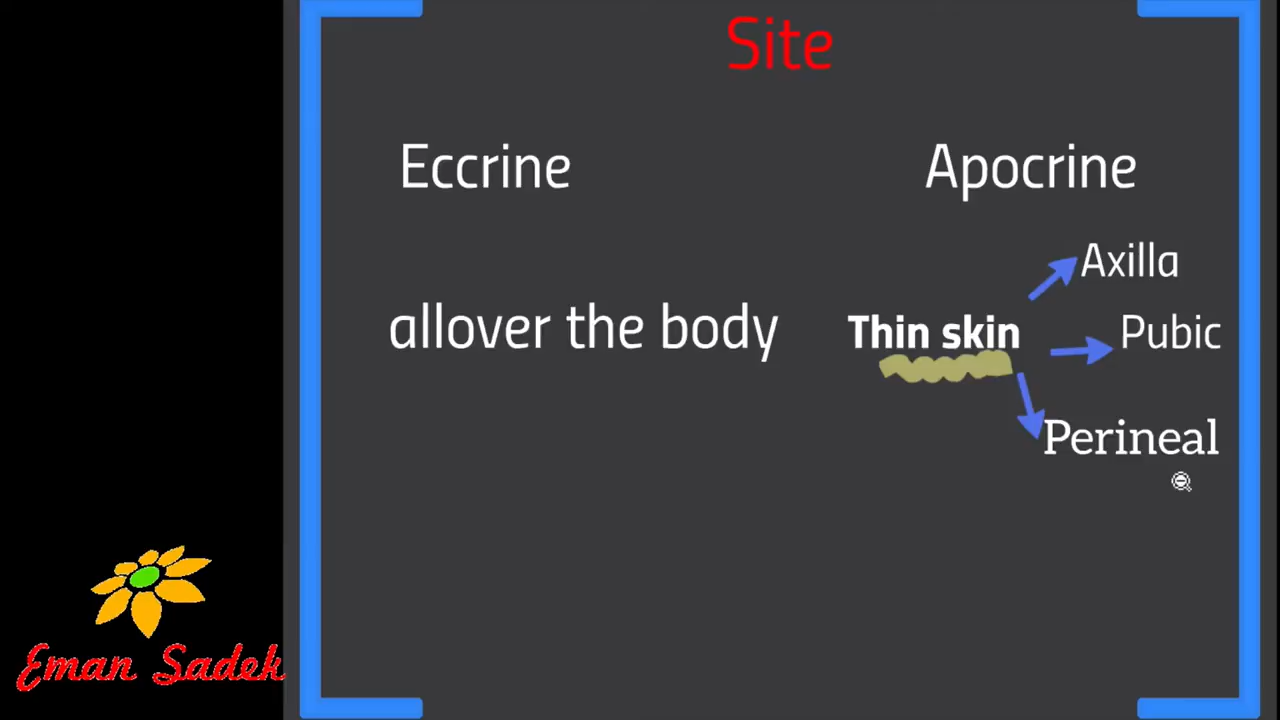 Site
Eccrine
Apocrine
allover the body
Thin skin
Axilla
Pubic
Perineal
Eman Sadek